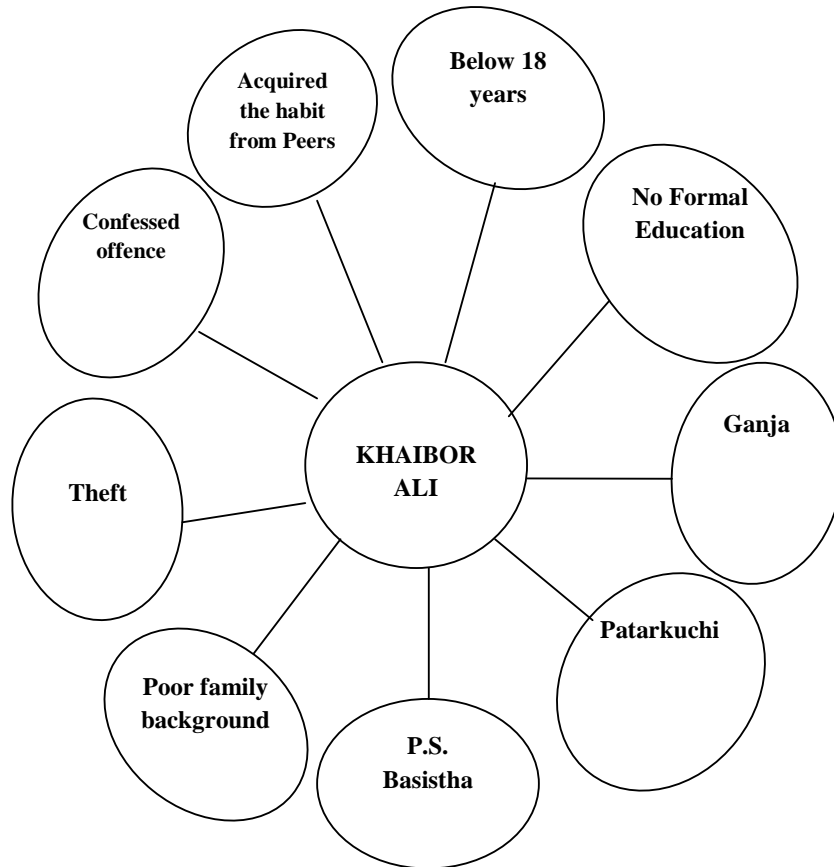 Below 18
years
Acquired
the habit
from Peers
No Formal
Education
Confessed
offence
Ganja
KHAIBOR
ALI
Theft
Patarkuchi
Poor family
background
P.S.
Basistha